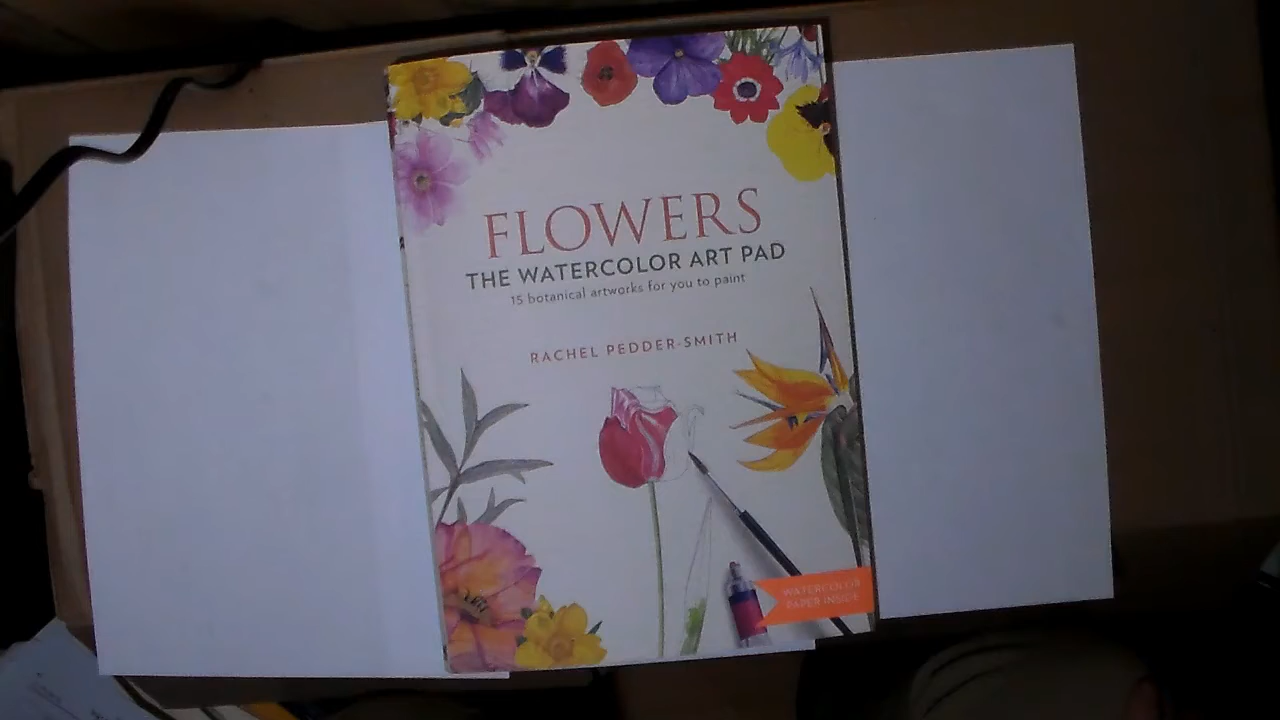 FLOWERS
THE WATERCOLOR ART PAD
15 botanical artworks for you to paint
RACHEL PEDDER-SMITH
WATERCOLOR
PAPER INSIDE